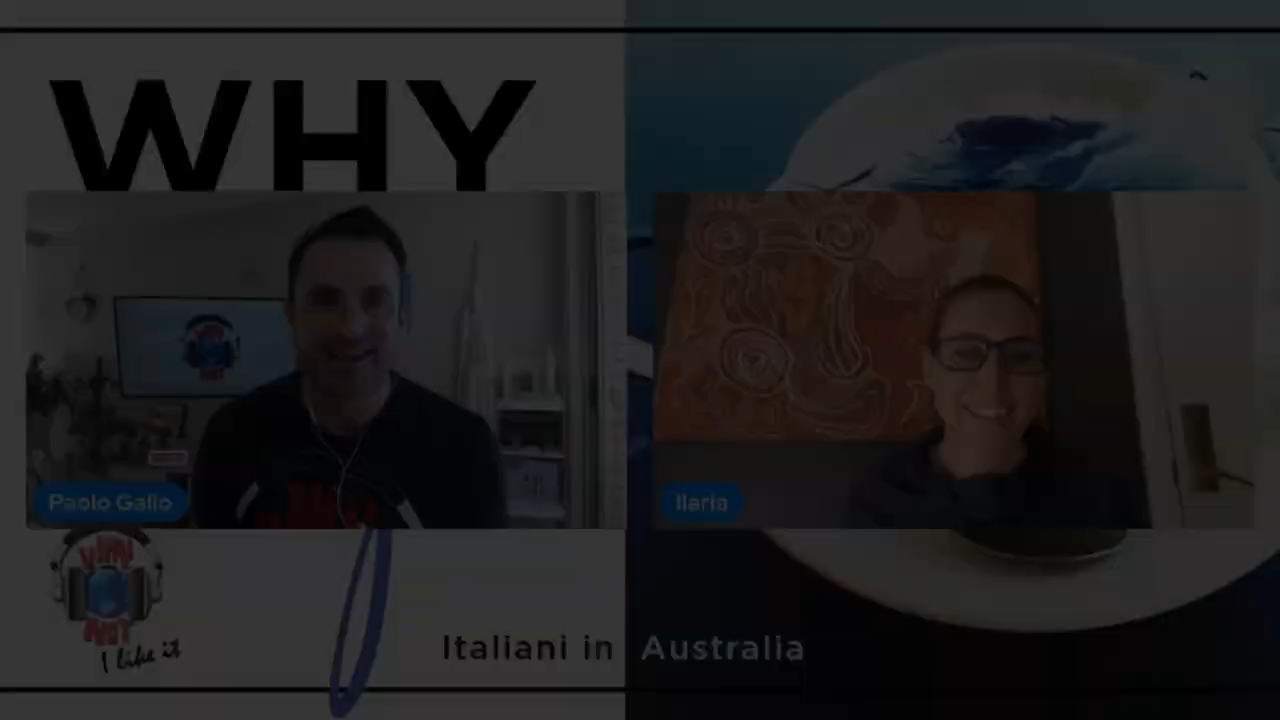 WHY
Paolo Gallo
Ilaria
I like it
Italiani in Australia